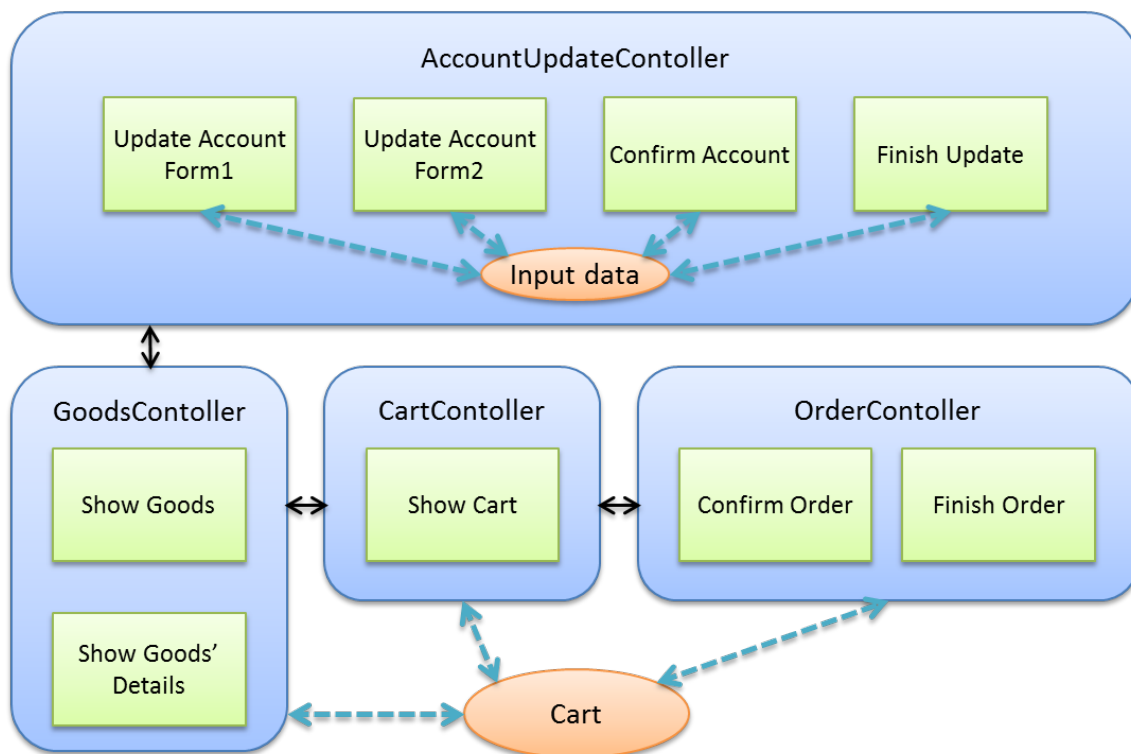 AccountUpdateContoller
Update Account
Form1
Update Account
Form2
Confirm Account
Finish Update
Input data
GoodsContoller
Show Goods
Show Goods’
Details
CartContoller
Show Cart
OrderContoller
Confirm Order
Finish Order
Cart